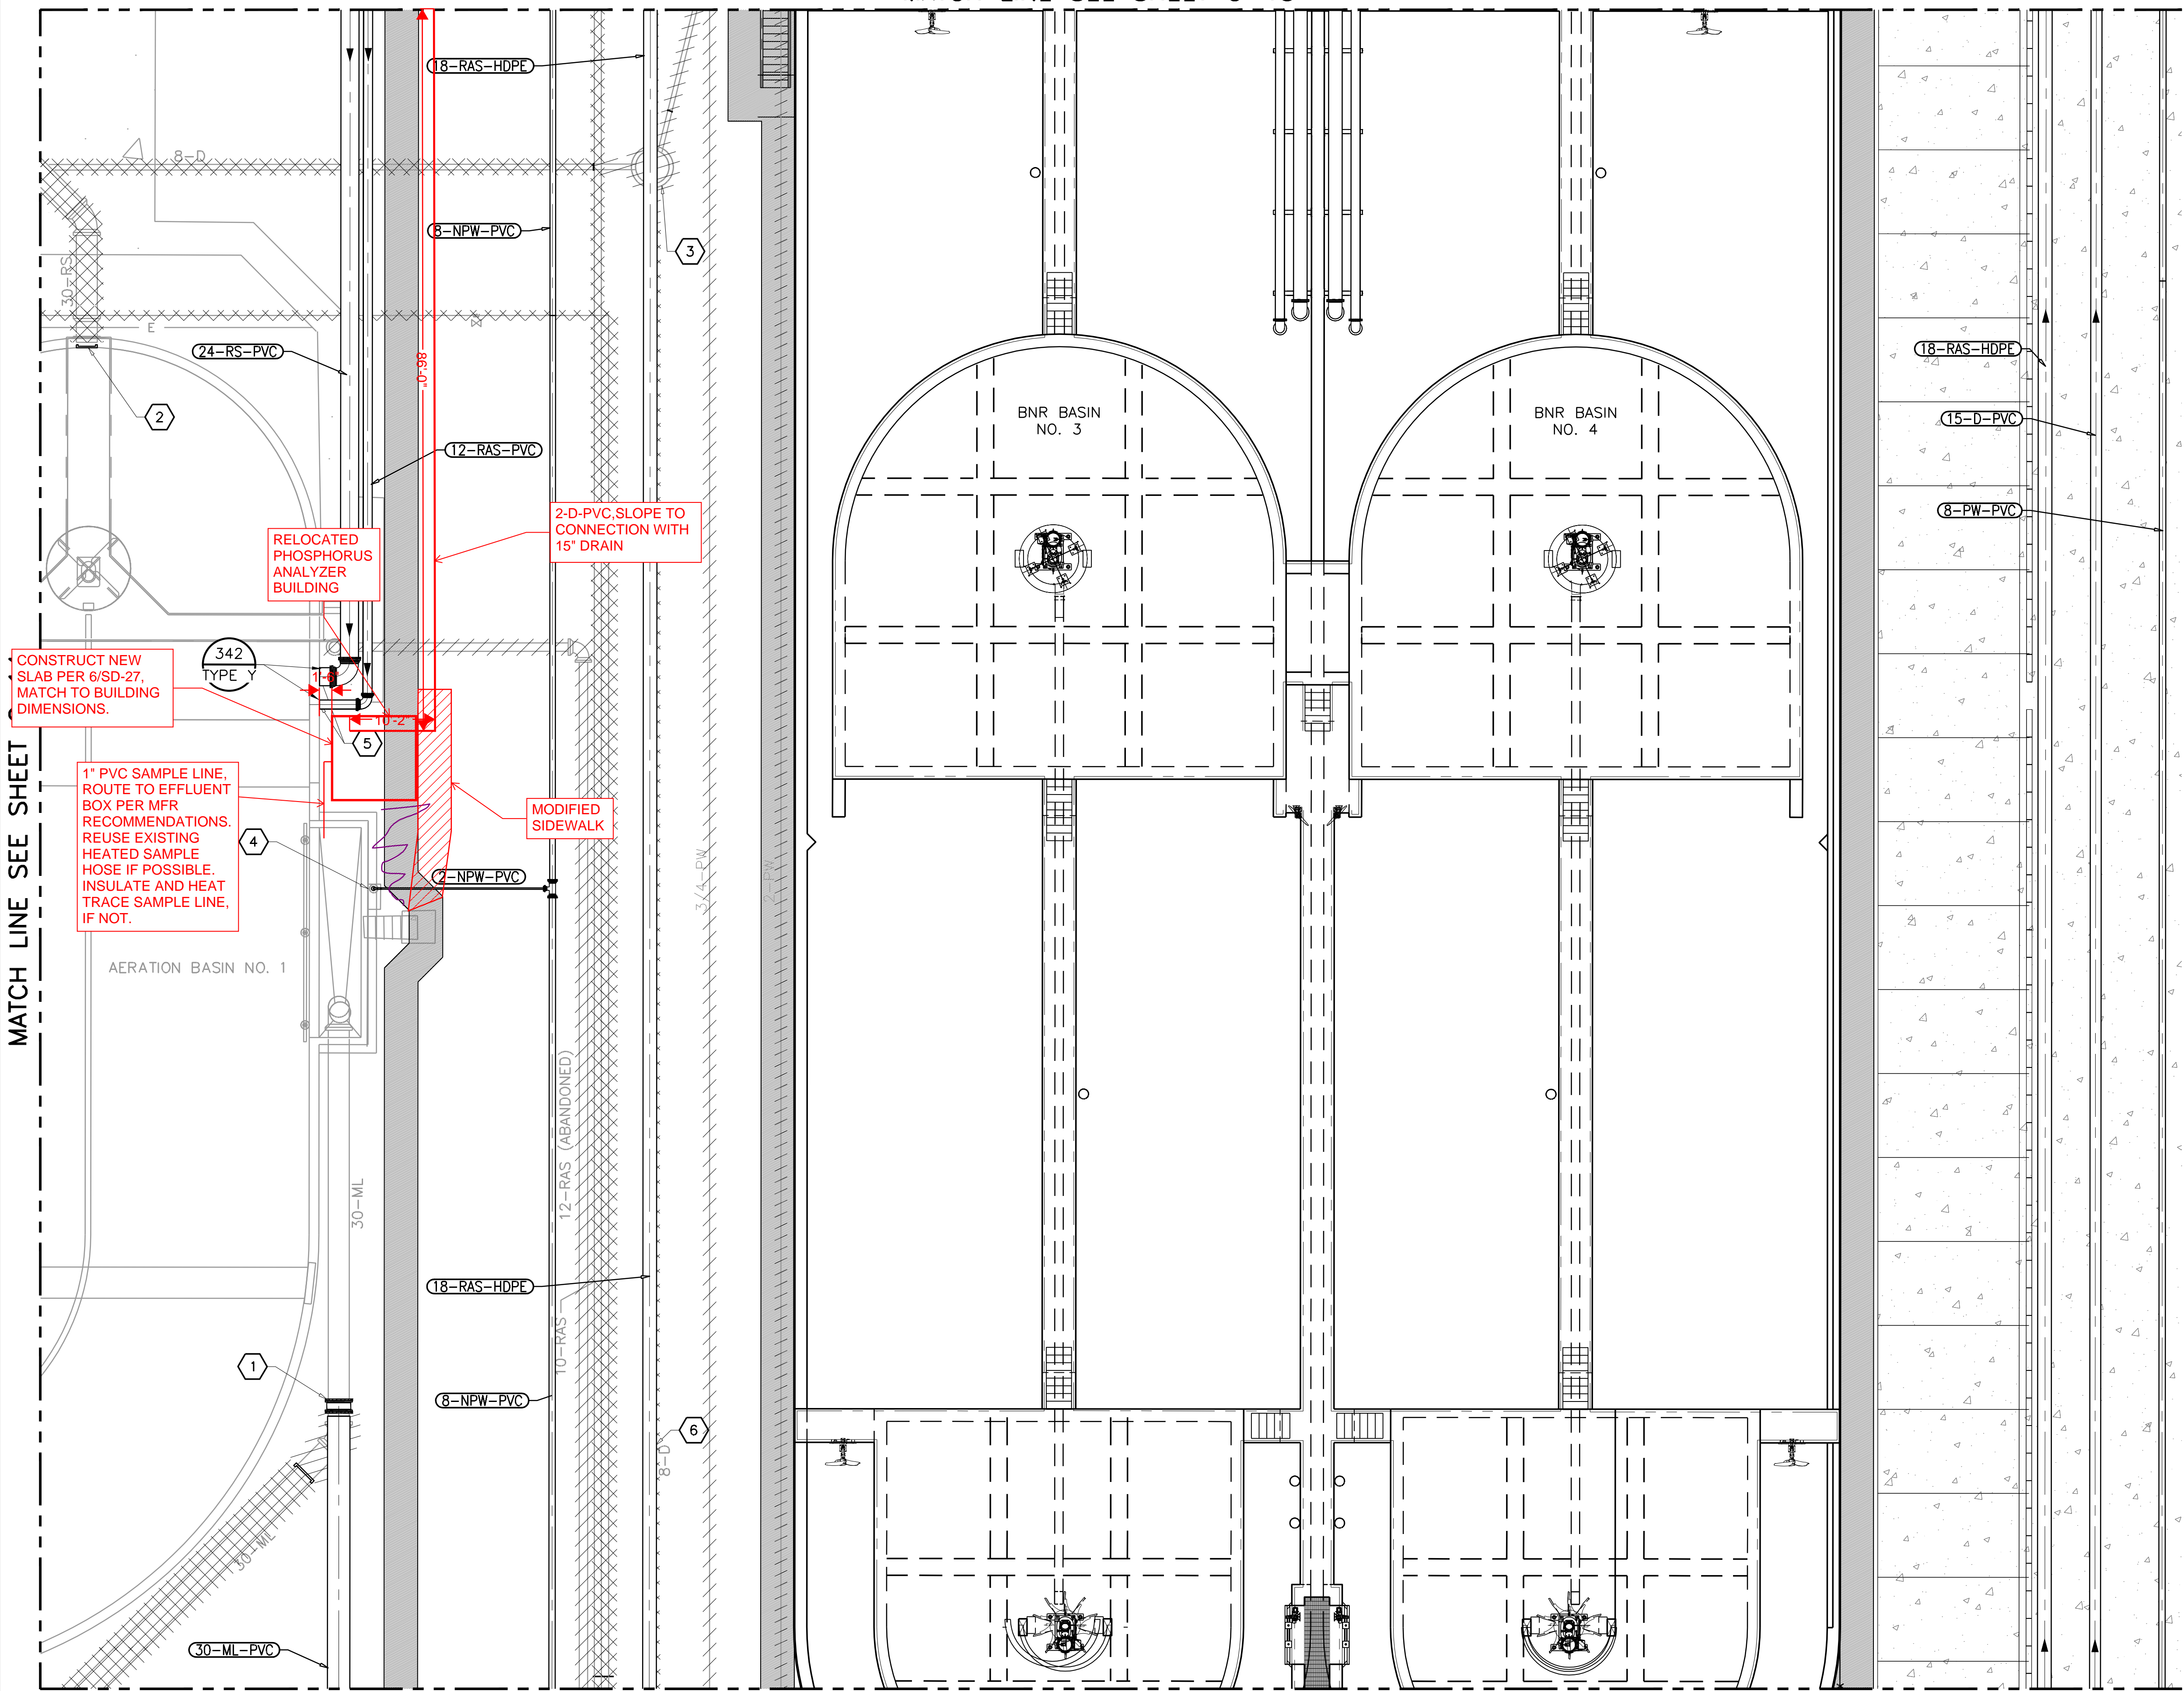 18-RAS-HDPE
8-D
8-NPW-PVC
3
30-RS
E
24-RS-PVC
86'-0"
18-RAS-HDPE
2
BNR BASIN
NO. 3
BNR BASIN
NO. 4
15-D-PVC
12-RAS-PVC
8-PW-PVC
2-D-PVC,SLOPE TO
CONNECTION WITH
15" DRAIN
RELOCATED
PHOSPHORUS
ANALYZER
BUILDING
342
TYPE Y
CONSTRUCT NEW
SLAB PER 6/SD-27,
MATCH TO BUILDING
DIMENSIONS.
10'-2"
5
MATCH LINE SEE SHEET
1" PVC SAMPLE LINE,
ROUTE TO EFFLUENT
BOX PER MFR
RECOMMENDATIONS.
REUSE EXISTING
HEATED SAMPLE
HOSE IF POSSIBLE.
INSULATE AND HEAT
TRACE SAMPLE LINE,
IF NOT.
MODIFIED
SIDEWALK
4
2-NPW-PVC
3/4-PW
2-PW
AERATION BASIN NO. 1
12-RAS (ABANDONED)
30-ML
18-RAS-HDPE
10-RAS
1
8-NPW-PVC
6
8-D
30-ML
30-ML-PVC